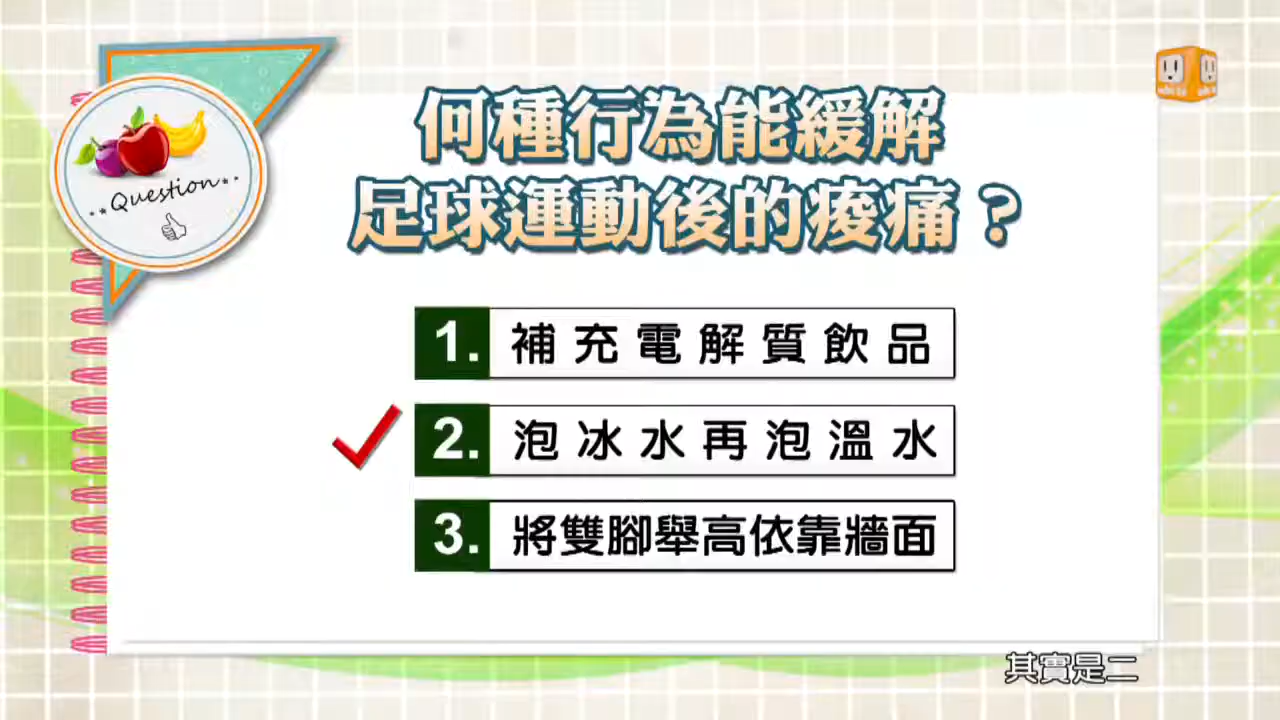 Question
何種行為能緩解
足球運動後的痠痛？
1. 補充電解質飲品
2. 泡冰水再泡溫水
3. 將雙腳舉高依靠牆面
其實是二